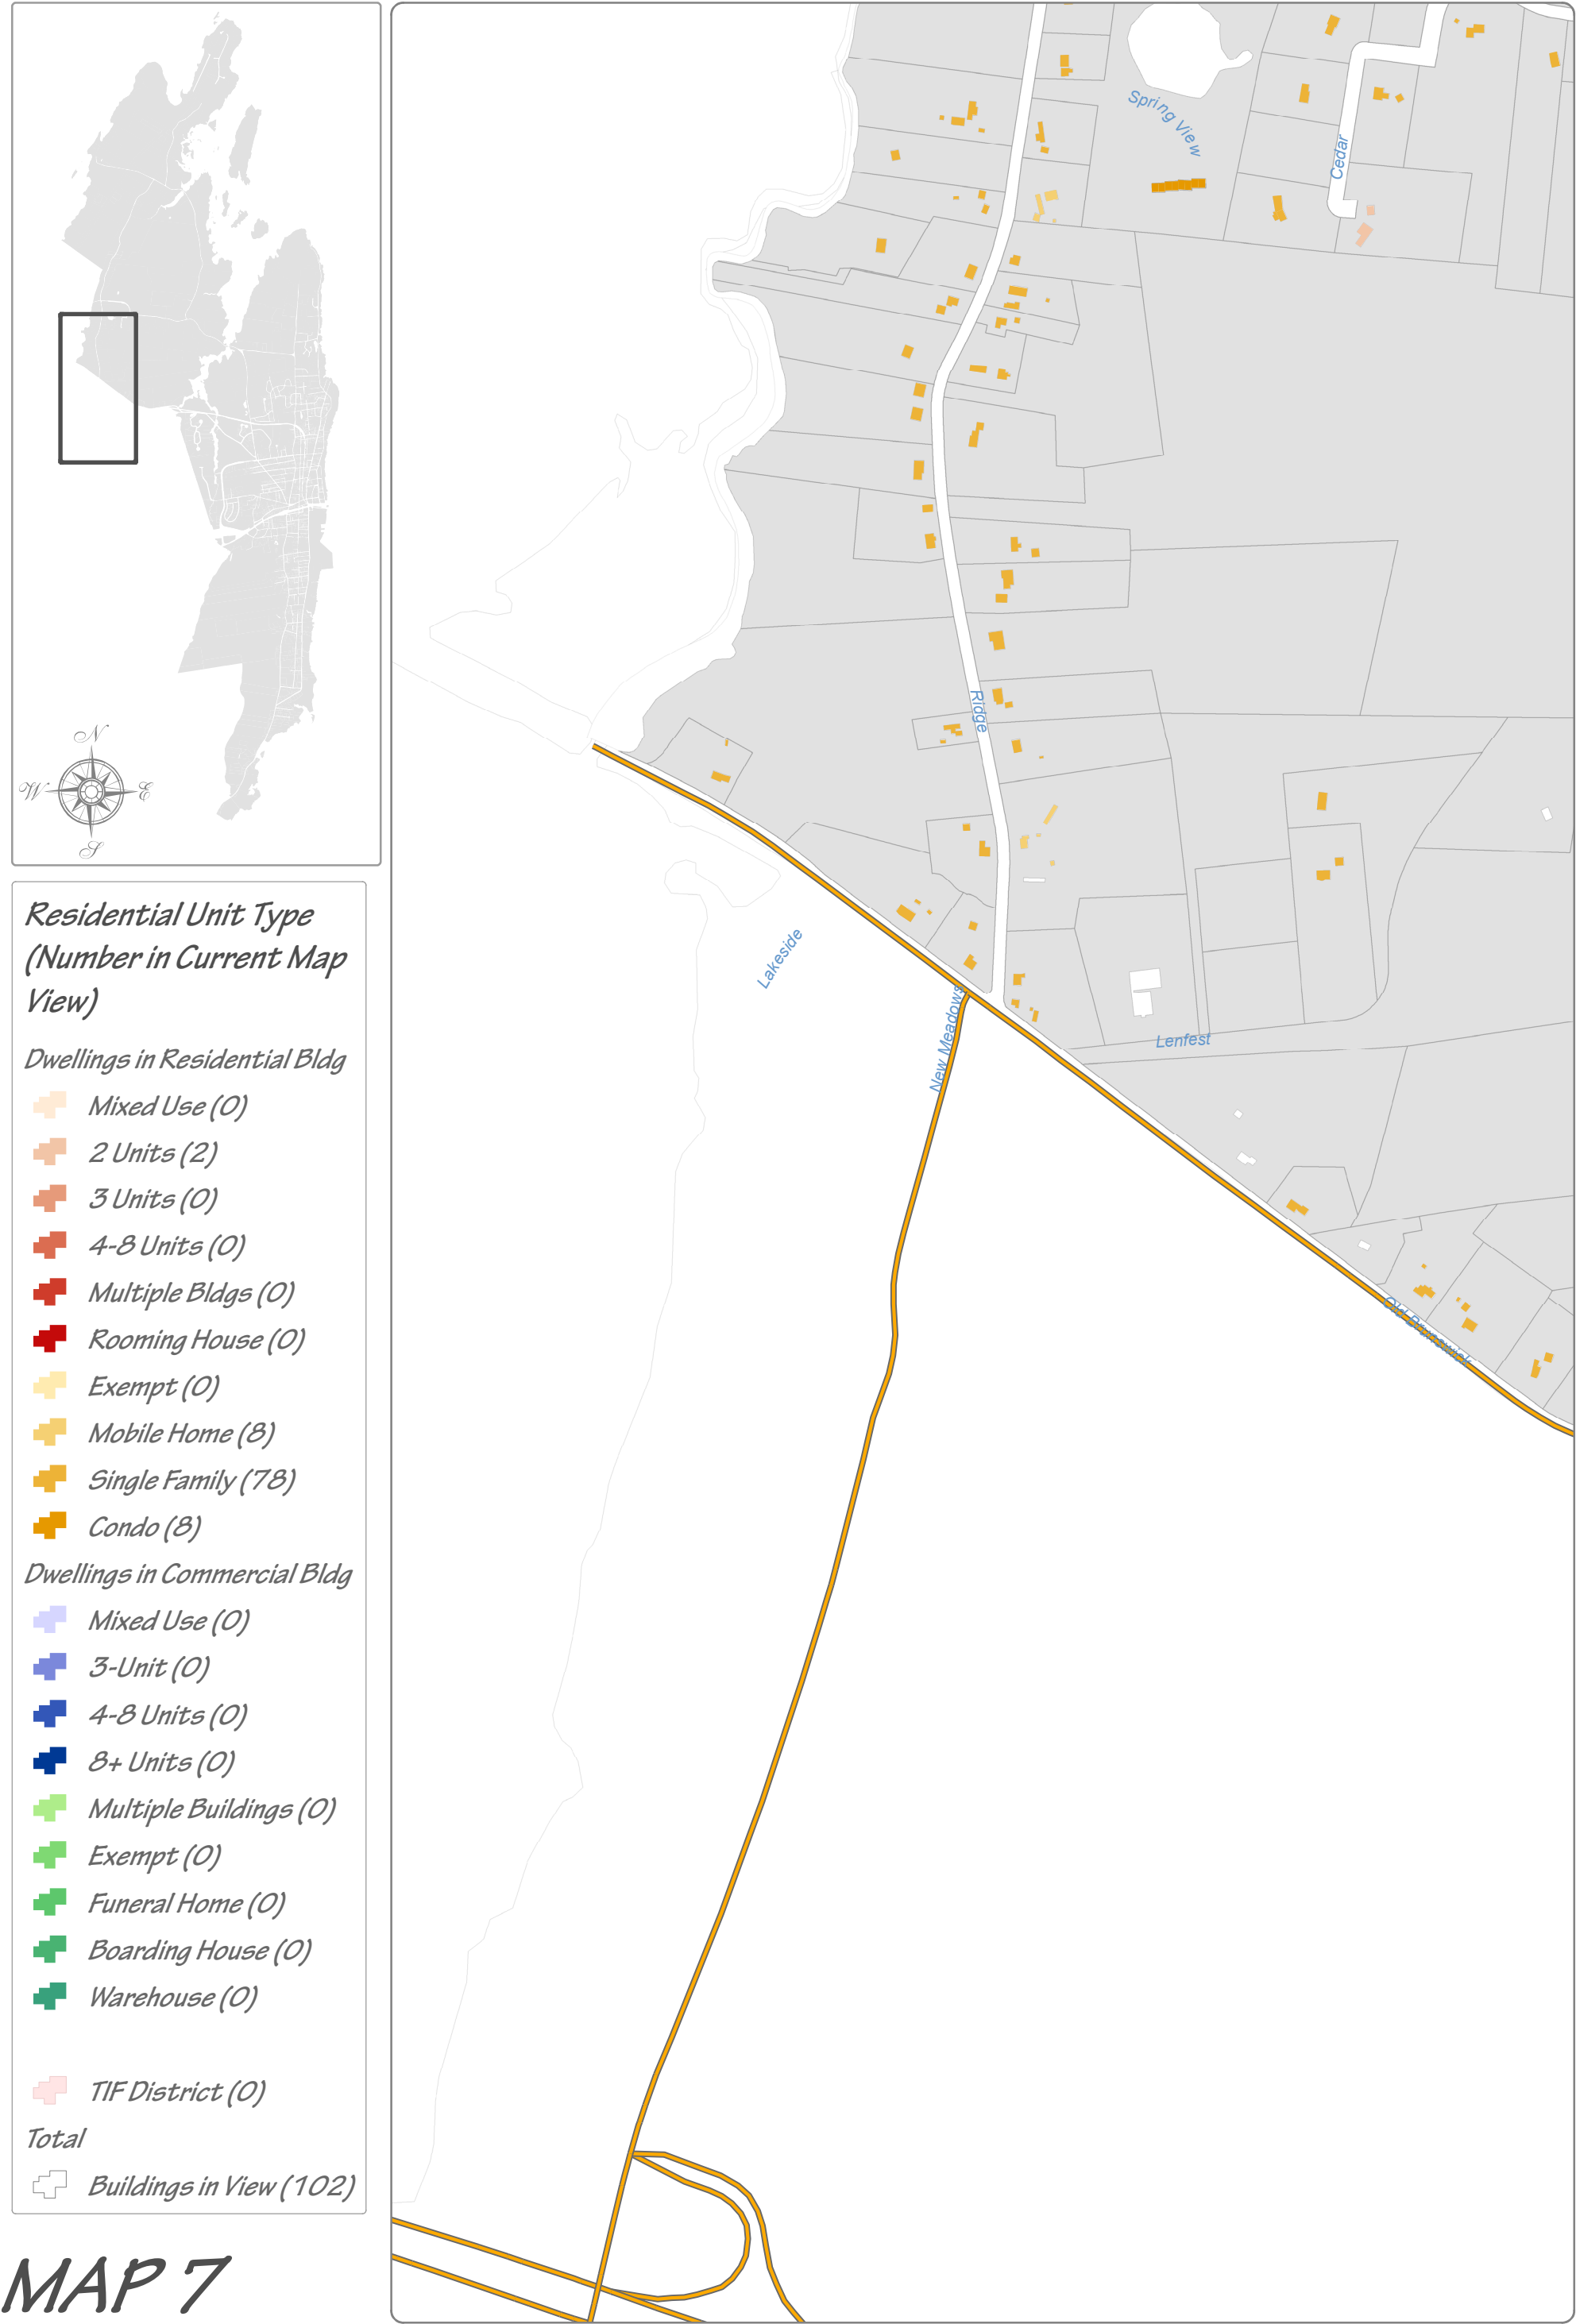 N
W
E
S
Residential Unit Type
(Number in Current Map
View)
Dwellings in Residential Bldg
Mixed Use (0)
2 Units (2)
3 Units (0)
4-8 Units (0)
Multiple Bldgs (0)
Rooming House (0)
Exempt (0)
Mobile Home (8)
Single Family (78)
Condo (8)
Dwellings in Commercial Bldg
Mixed Use (0)
3-Unit (0)
4-8 Units (0)
8+ Units (0)
Multiple Buildings (0)
Exempt (0)
Funeral Home (0)
Boarding House (0)
Warehouse (0)
TIF District (0)
Total
Buildings in View (102)
MAP 7
Spring View
Cedar
Ridge
Lakeside
New Meadows
Lenfest
Old Brunswick